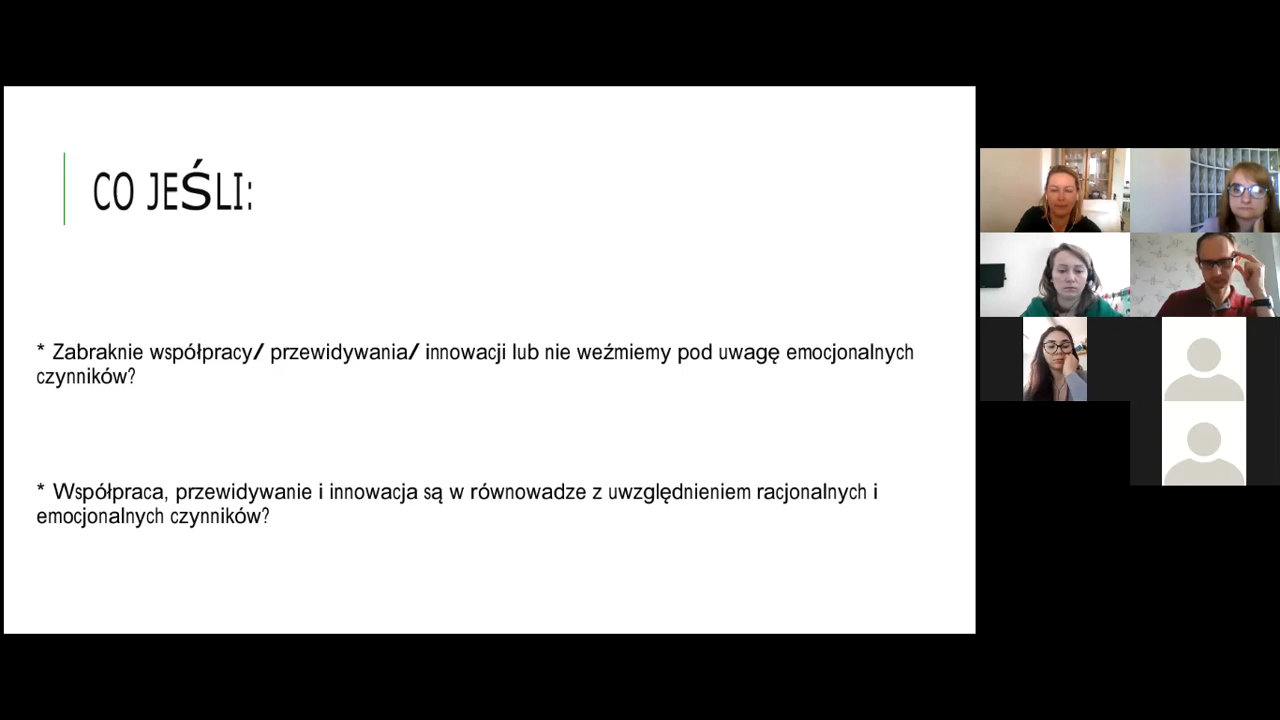 CO JEŚLI:
* Zabraknie współpracy/ przewidywania/ innowacji lub nie weźmiemy pod uwagę emocjonalnych
czynników?
* Współpraca, przewidywanie i innowacja są w równowadze z uwzględnieniem racjonalnych i
emocjonalnych czynników?